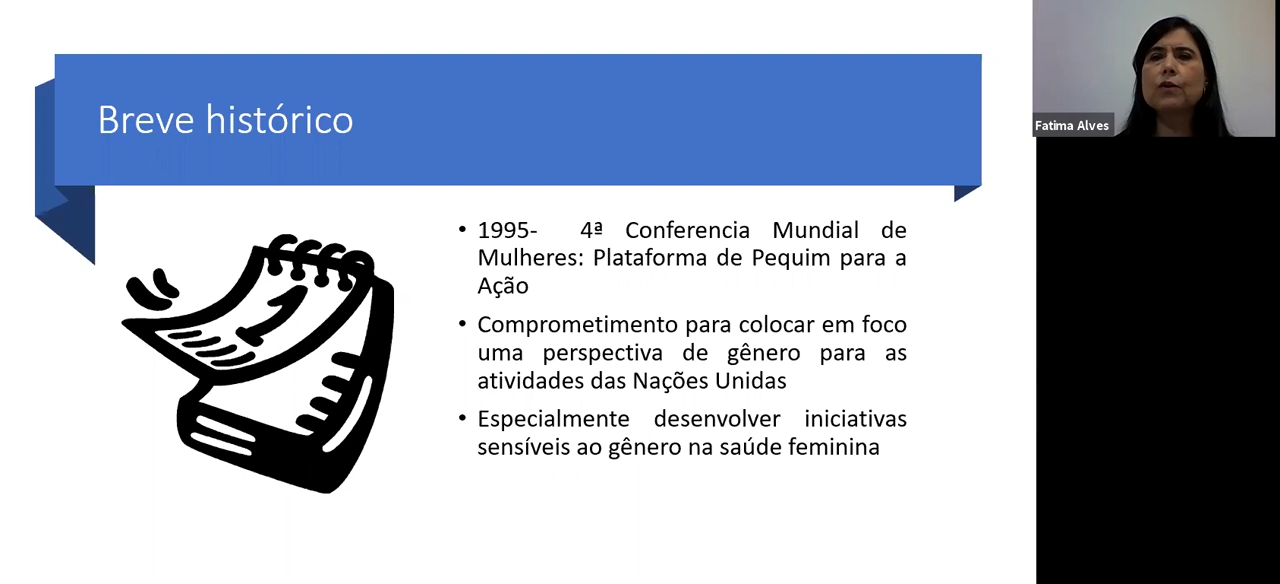 Breve histórico
Fatima Alves
• 1995- 4ª Conferencia Mundial de
Mulheres: Plataforma de Pequim para a
Ação
• Comprometimento para colocar em foco
uma perspectiva de gênero para as
atividades das Nações Unidas
• Especialmente desenvolver iniciativas
sensíveis ao gênero na saúde feminina
1